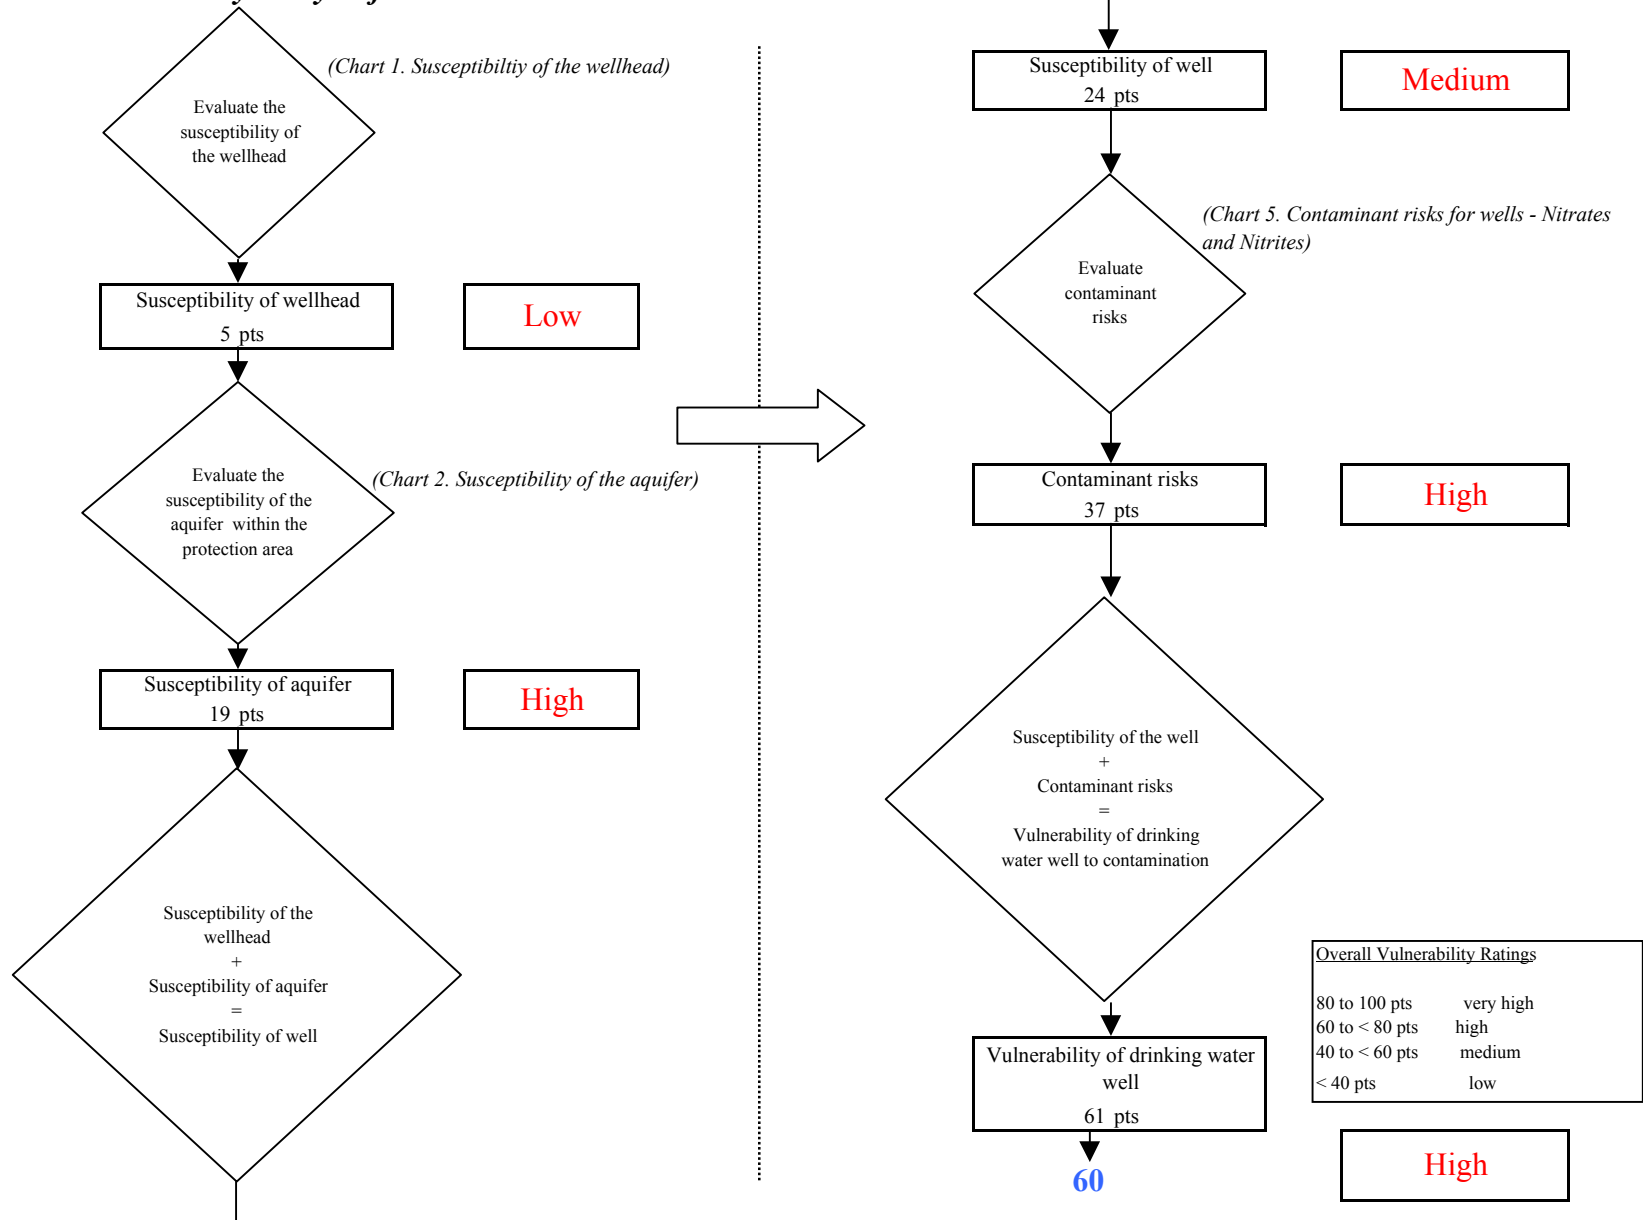 (Chart 1. Susceptibiltiy of the wellhead)
Evaluate the
susceptibility of
the wellhead
Susceptibility of wellhead
5 pts
Low
(Chart 2. Susceptibility of the aquifer)
Evaluate the
susceptibility of the
aquifer within the
protection area
Susceptibility of aquifer
19 pts
High
Susceptibility of the
wellhead
+
Susceptibility of aquifer
=
Susceptibility of well
Susceptibility of well
24 pts
Medium
(Chart 5. Contaminant risks for wells - Nitrates
and Nitrites)
Evaluate
contaminant
risks
Contaminant risks
37 pts
High
Susceptibility of the well
+
Contaminant risks
=
Vulnerability of drinking
water well to contamination
Overall Vulnerability Ratings
80 to 100 pts very high
60 to < 80 pts high
40 to < 60 pts medium
< 40 pts low
Vulnerability of drinking water
well
61 pts
60
High